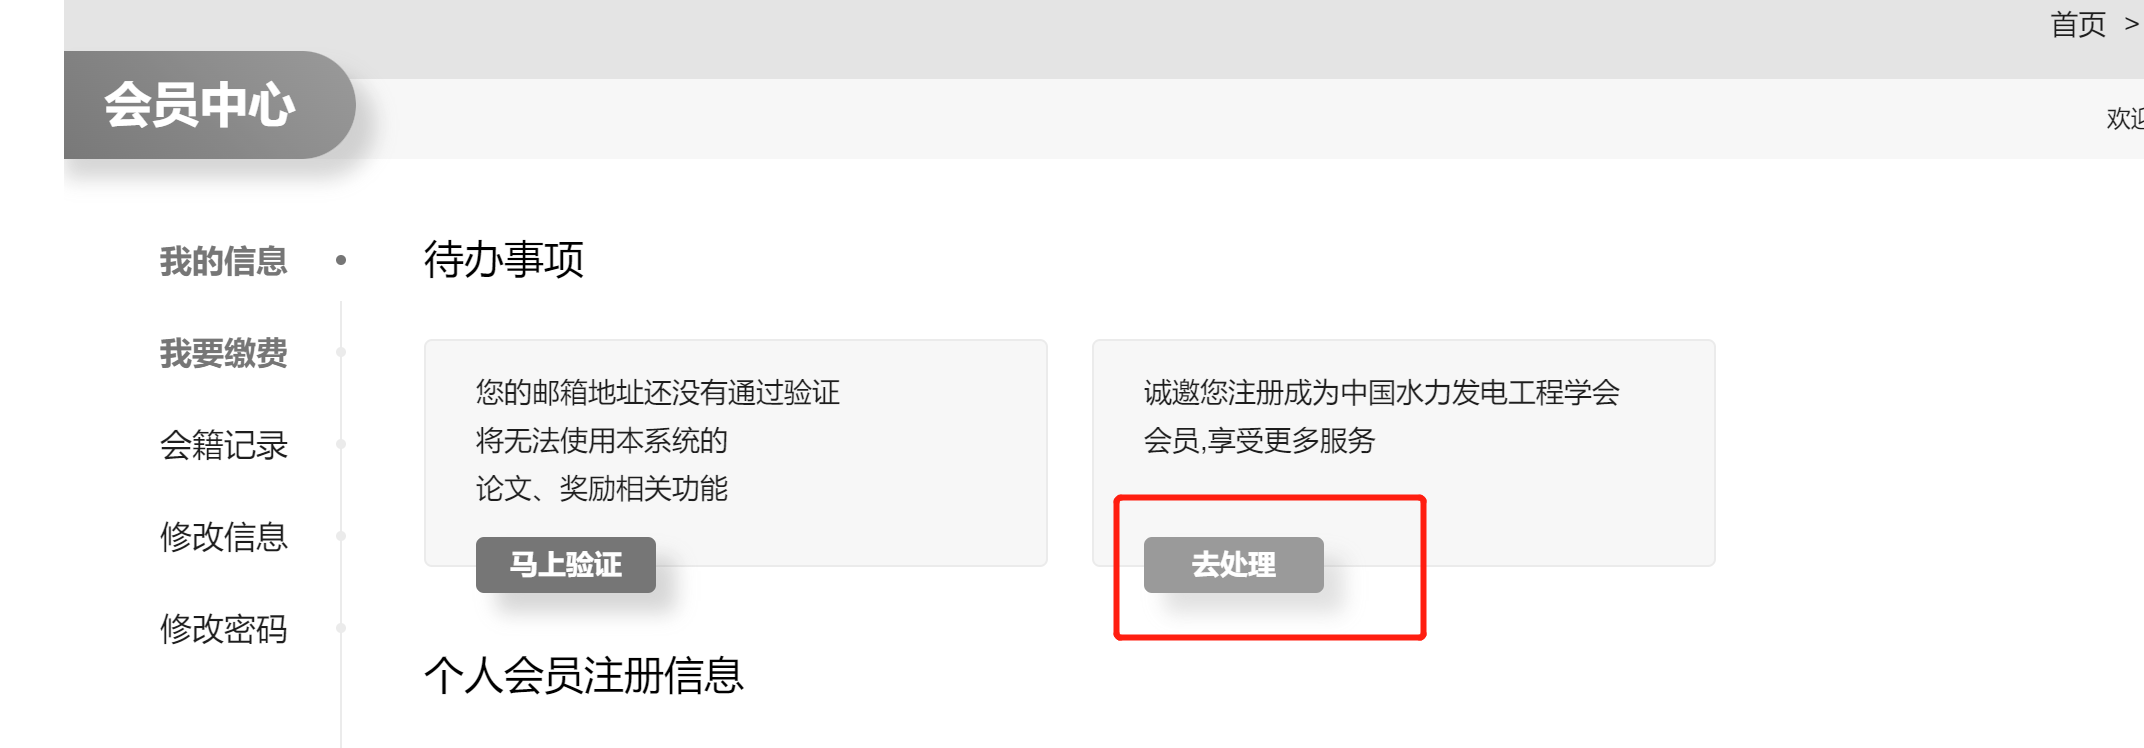 首页 >
会员中心
欢迎
我的信息
待办事项
我要缴费
会籍记录
修改信息
修改密码
您的邮箱地址还没有通过验证
将无法使用本系统的
论文、奖励相关功能
马上验证
诚邀您注册成为中国水力发电工程学会
会员,享受更多服务
去处理
个人会员注册信息